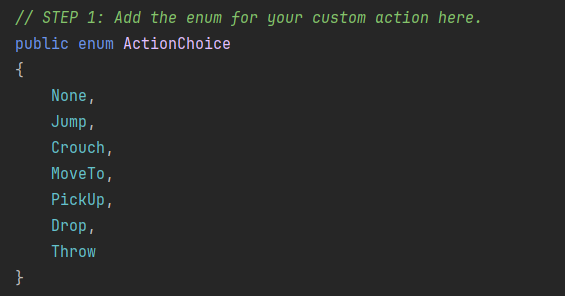 // STEP 1: Add the enum for your custom action here.
public enum ActionChoice
{
    None,
    Jump,
    Crouch,
    MoveTo,
    PickUp,
    Drop,
    Throw
}